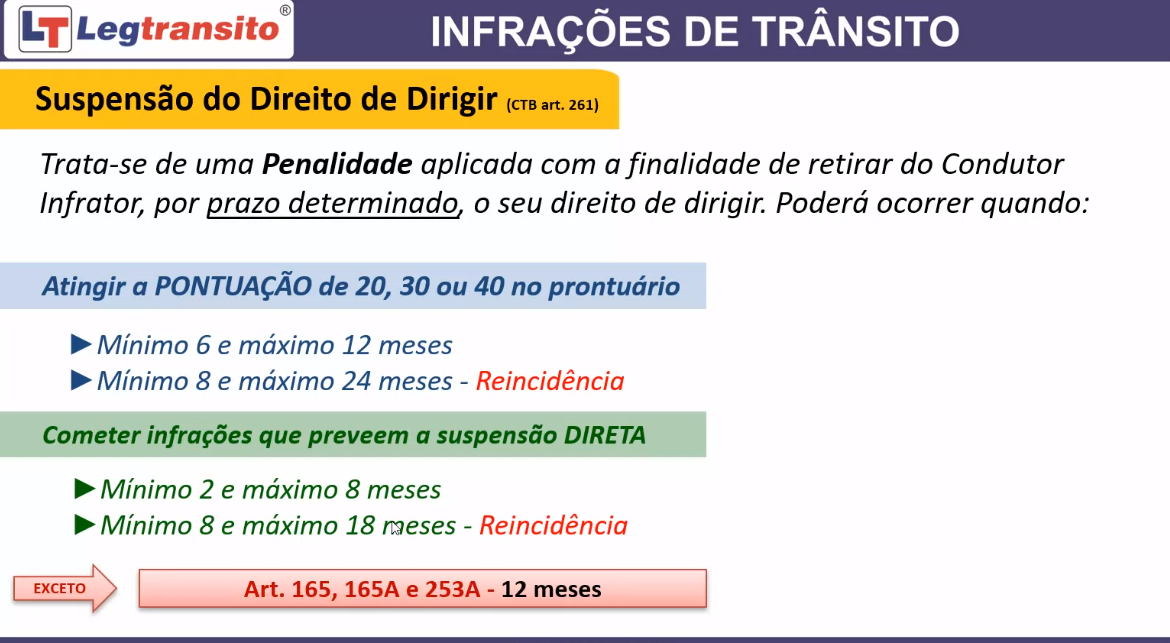 LT Legtransito®
INFRAÇÕES DE TRÂNSITO
Suspensão do Direito de Dirigir (CTB art. 261)
Trata-se de uma Penalidade aplicada com a finalidade de retirar do Condutor
Infrator, por prazo determinado, o seu direito de dirigir. Poderá ocorrer quando:
Atingir a PONTUAÇÃO de 20, 30 ou 40 no prontuário
►Mínimo 6 e máximo 12 meses
►Mínimo 8 e máximo 24 meses - Reincidência
Cometer infrações que preveem a suspensão DIRETA
►Mínimo 2 e máximo 8 meses
►Mínimo 8 e máximo 18 meses - Reincidência
EXCETO
Art. 165, 165A e 253A - 12 meses